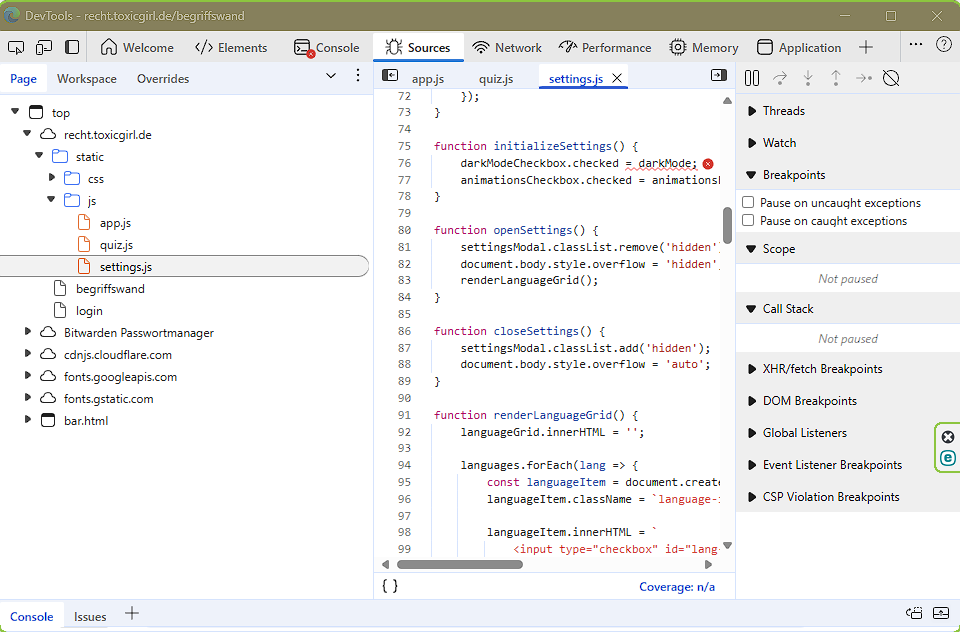 DevTools - recht.toxicgirl.de/begriffswand
Welcome
Elements
Console
Sources
Network
Performance
Memory
Application
Page
Workspace
Overrides
top
recht.toxicgirl.de
static
css
js
app.js
quiz.js
settings.js
begriffswand
login
Bitwarden Passwortmanager
cdnjs.cloudflare.com
fonts.googleapis.com
fonts.gstatic.com
bar.html
app.js
quiz.js
settings.js
72 });
73 }
74
75 function initializeSettings() {
76 darkModeCheckbox.checked = darkMode;
77 animationsCheckbox.checked = animations
78 }
79
80 function openSettings() {
81 settingsModal.classList.remove('hidden'
82 document.body.style.overflow = 'hidden'
83 renderLanguageGrid();
84 }
85
86 function closeSettings() {
87 settingsModal.classList.add('hidden');
88 document.body.style.overflow = 'auto';
89 }
90
91 function renderLanguageGrid() {
92 languageGrid.innerHTML = '';
93
94 languages.forEach(lang => {
95 const languageItem = document.create
96 languageItem.className = `language-
97
98 languageItem.innerHTML = `
99 <input type="checkbox" id="lang
{ }
Coverage: n/a
Threads
Watch
Breakpoints
Pause on uncaught exceptions
Pause on caught exceptions
Scope
Not paused
Call Stack
Not paused
XHR/fetch Breakpoints
DOM Breakpoints
Global Listeners
Event Listener Breakpoints
CSP Violation Breakpoints
Console
Issues